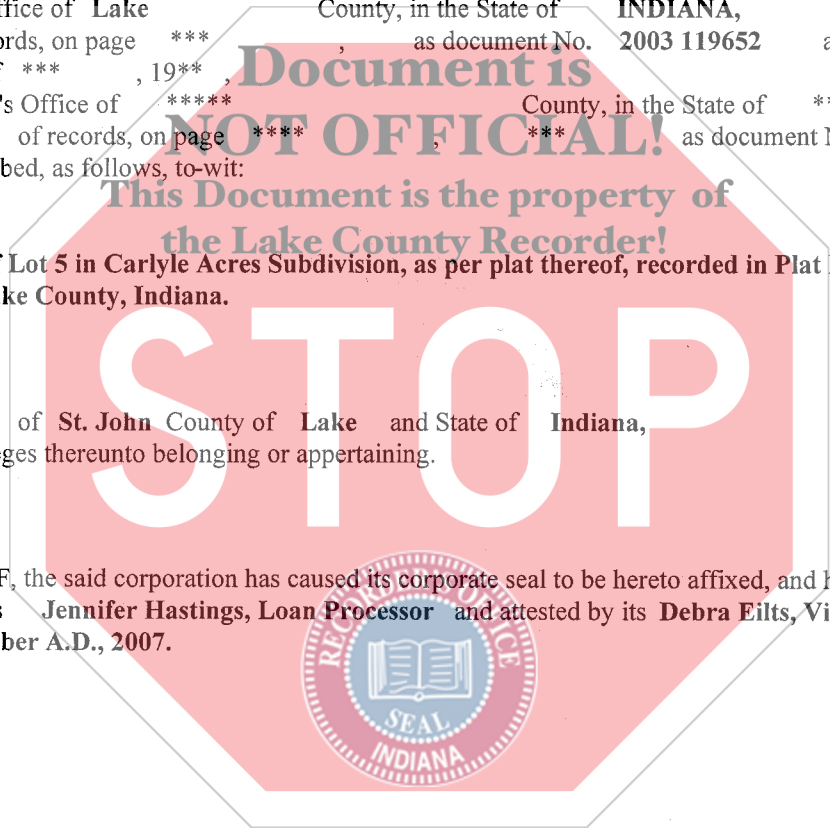 ffice of Lake County, in the State of INDIANA,
ords, on page *** , as document No. 2003 119652 a
f *** , 19** ,
Document is
's Office of ***** County, in the State of **
NOT OFFICIAL!
of records, on page **** , *** as document N
bed, as follows, to-wit:
This Document is the property of
the Lake County Recorder!
f Lot 5 in Carlyle Acres Subdivision, as per plat thereof, recorded in Plat
ke County, Indiana.
STOP
of St. John County of Lake and State of Indiana,
ges thereunto belonging or appertaining.
F, the said corporation has caused its corporate seal to be hereto affixed, and h
s Jennifer Hastings, Loan Processor and attested by its Debra Eilts, Vi
ber A.D., 2007.
RECORDER'S OFFICE
SEAL
INDIANA